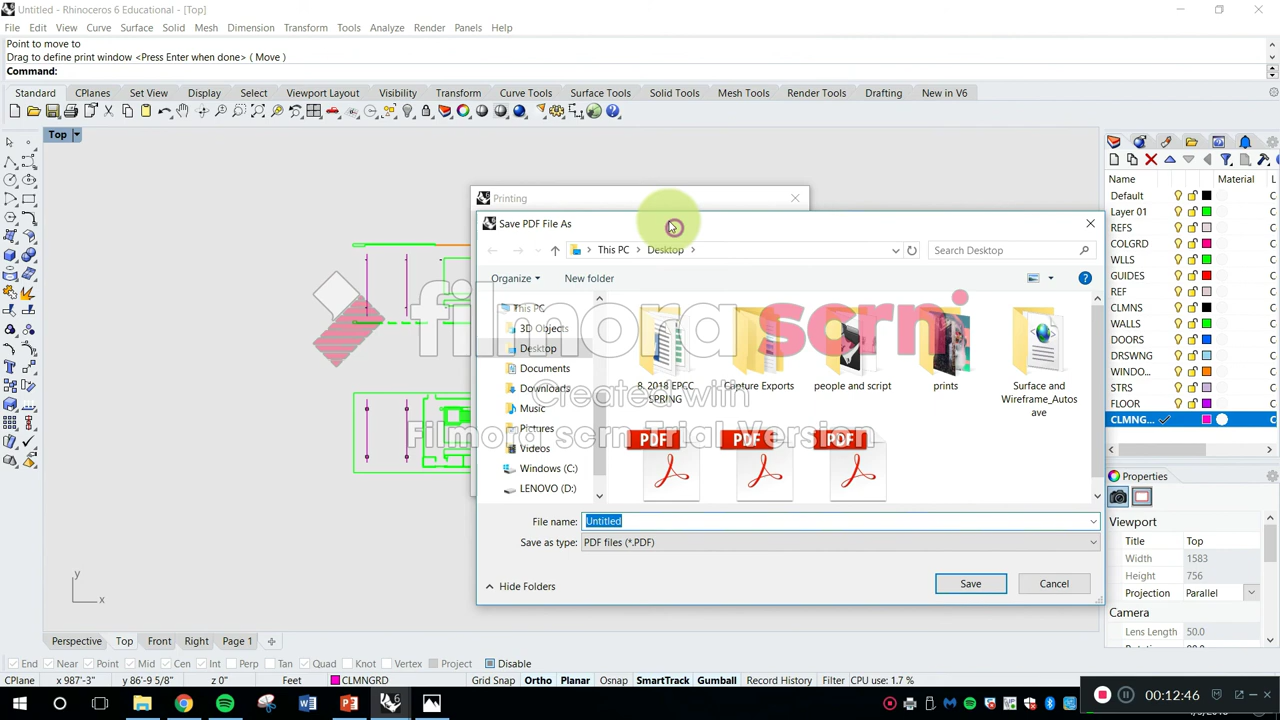 Untitled - Rhinoceros 6 Educational - [Top]
File Edit View Curve Surface Solid Mesh Dimension Transform Tools Analyze Render Panels Help
Point to move to
Drag to define print window <Press Enter when done> ( Move )
Command:
Standard CPlanes Set View Display Select Viewport Layout Visibility Transform Curve Tools Surface Tools Solid Tools Mesh Tools Render Tools Drafting New in V6
Top
Printing
Save PDF File As
This PC > Desktop >
Search Desktop
Organize
New folder
This PC
3D Objects
Desktop
Documents
Downloads
Music
Pictures
Videos
Windows (C:)
LENOVO (D:)
8. 2018 EPCC SPRING
Capture Exports
people and script
prints
Surface and Wireframe_Autosave
PDF PDF PDF
filmora scrn
Created with
Filmora scrn Trial Version
File name: Untitled
Save as type: PDF files (*.PDF)
Hide Folders
Save
Cancel
Name Material L
Default
Layer 01
REFS
COLGRD
WELLS
GUIDES
REF
CLMNS
WALLS
DOORS
DRSWNG
WINDO...
STRS
FLOOR
CLMNG...
Properties
Viewport
Title Top
Width 1583
Height 756
Projection Parallel
Camera
Lens Length 50.0
y
x
Perspective Top Front Right Page 1
End Near Point Mid Cen Int Perp Tan Quad Knot Vertex Project Disable
CPlane x 987'-3" y 86'-9 5/8" z 0" Feet CLMNGRD Grid Snap Ortho Planar Osnap SmartTrack Gumball Record History Filter CPU use: 1.7 %
00:12:46